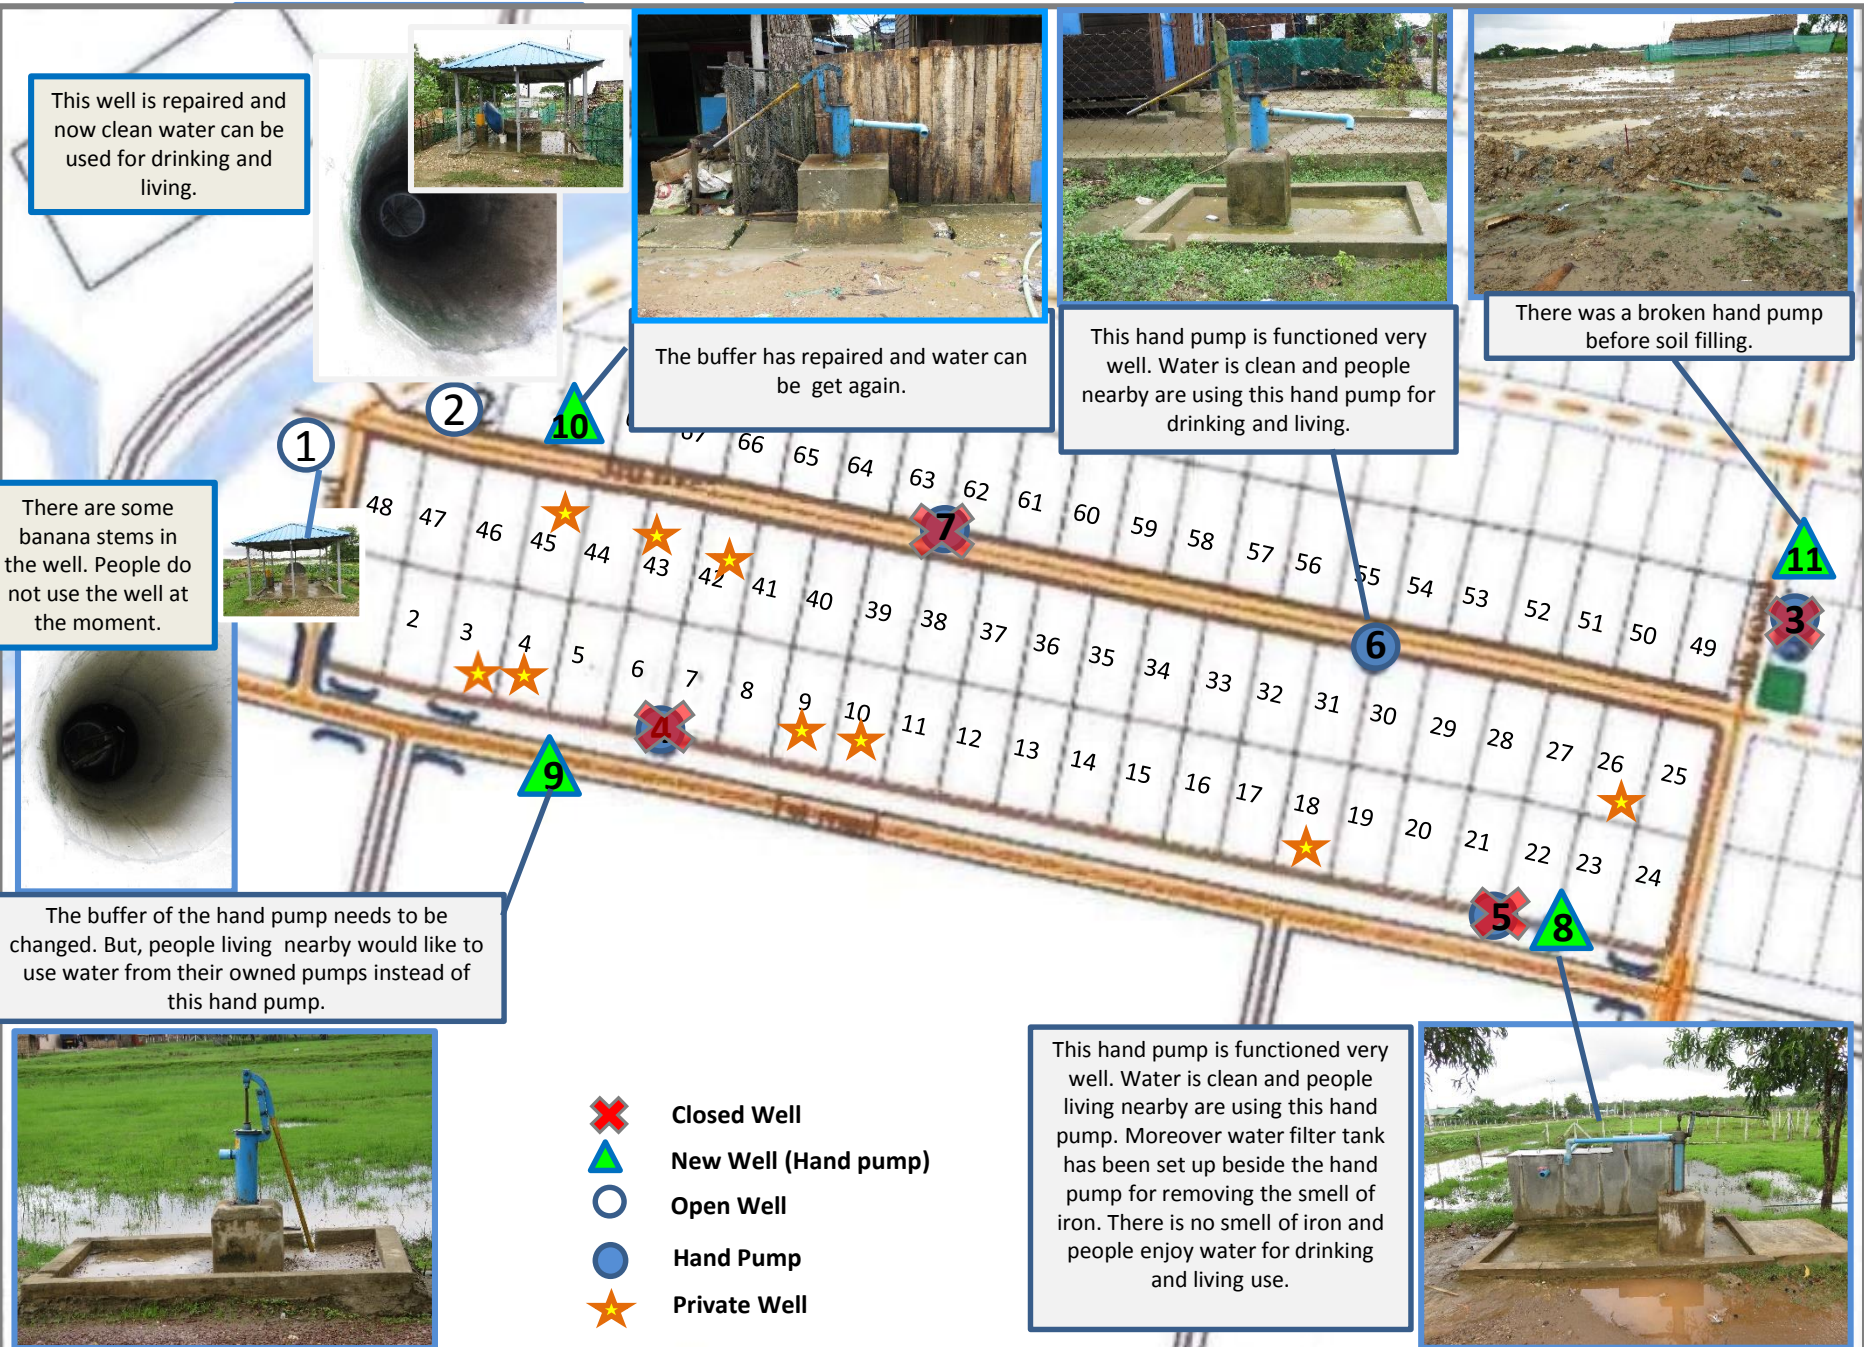 This well is repaired and
now clean water can be
used for drinking and
living.
The buffer has repaired and water can
be get again.
This hand pump is functioned very
well. Water is clean and people
nearby are using this hand pump for
drinking and living.
There was a broken hand pump
before soil filling.
There are some
banana stems in
the well. People do
not use the well at
the moment.
1
2
10
67 66 65 64 63 62 61 60 59 58 57 56 55 54 53 52 51 50 49
11
3
7
6
48 47 46 45 44 43 42 41 40 39 38 37 36 35 34 33 32 31 30 29 28 27 26 25
2 3 4 5 6 7 8 9 10 11 12 13 14 15 16 17 18 19 20 21 22 23 24
4
9
5
8
The buffer of the hand pump needs to be
changed. But, people living nearby would like to
use water from their owned pumps instead of
this hand pump.
Closed Well
New Well (Hand pump)
Open Well
Hand Pump
Private Well
This hand pump is functioned very
well. Water is clean and people
living nearby are using this hand
pump. Moreover water filter tank
has been set up beside the hand
pump for removing the smell of
iron. There is no smell of iron and
people enjoy water for drinking
and living use.